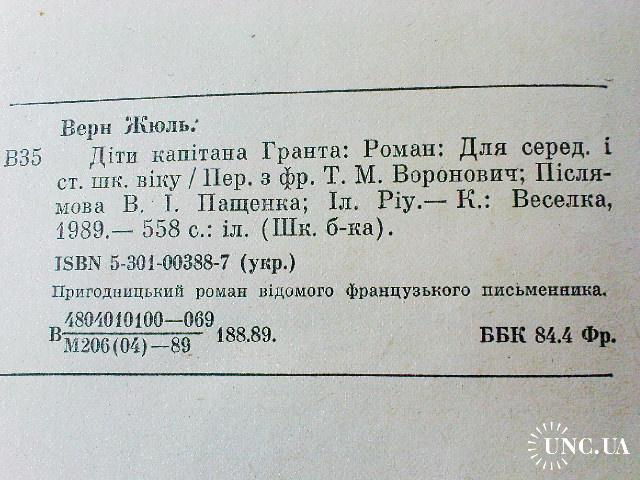 Верн Жюль.
В35 Діти капітана Гранта: Роман: Для серед. і
ст. шк. віку / Пер. з фр. Т. М. Воронович; Після-
мова В. І. Пащенка; Іл. Ріу.— К.: Веселка,
1989.— 558 с.: іл. (Шк. б-ка).
ISBN 5-301-00388-7 (укр.)
Пригодницький роман відомого французького письменника.
В 4804010100—069 188.89. ББК 84.4 Фр.
М206(04)—89
UNC.UA